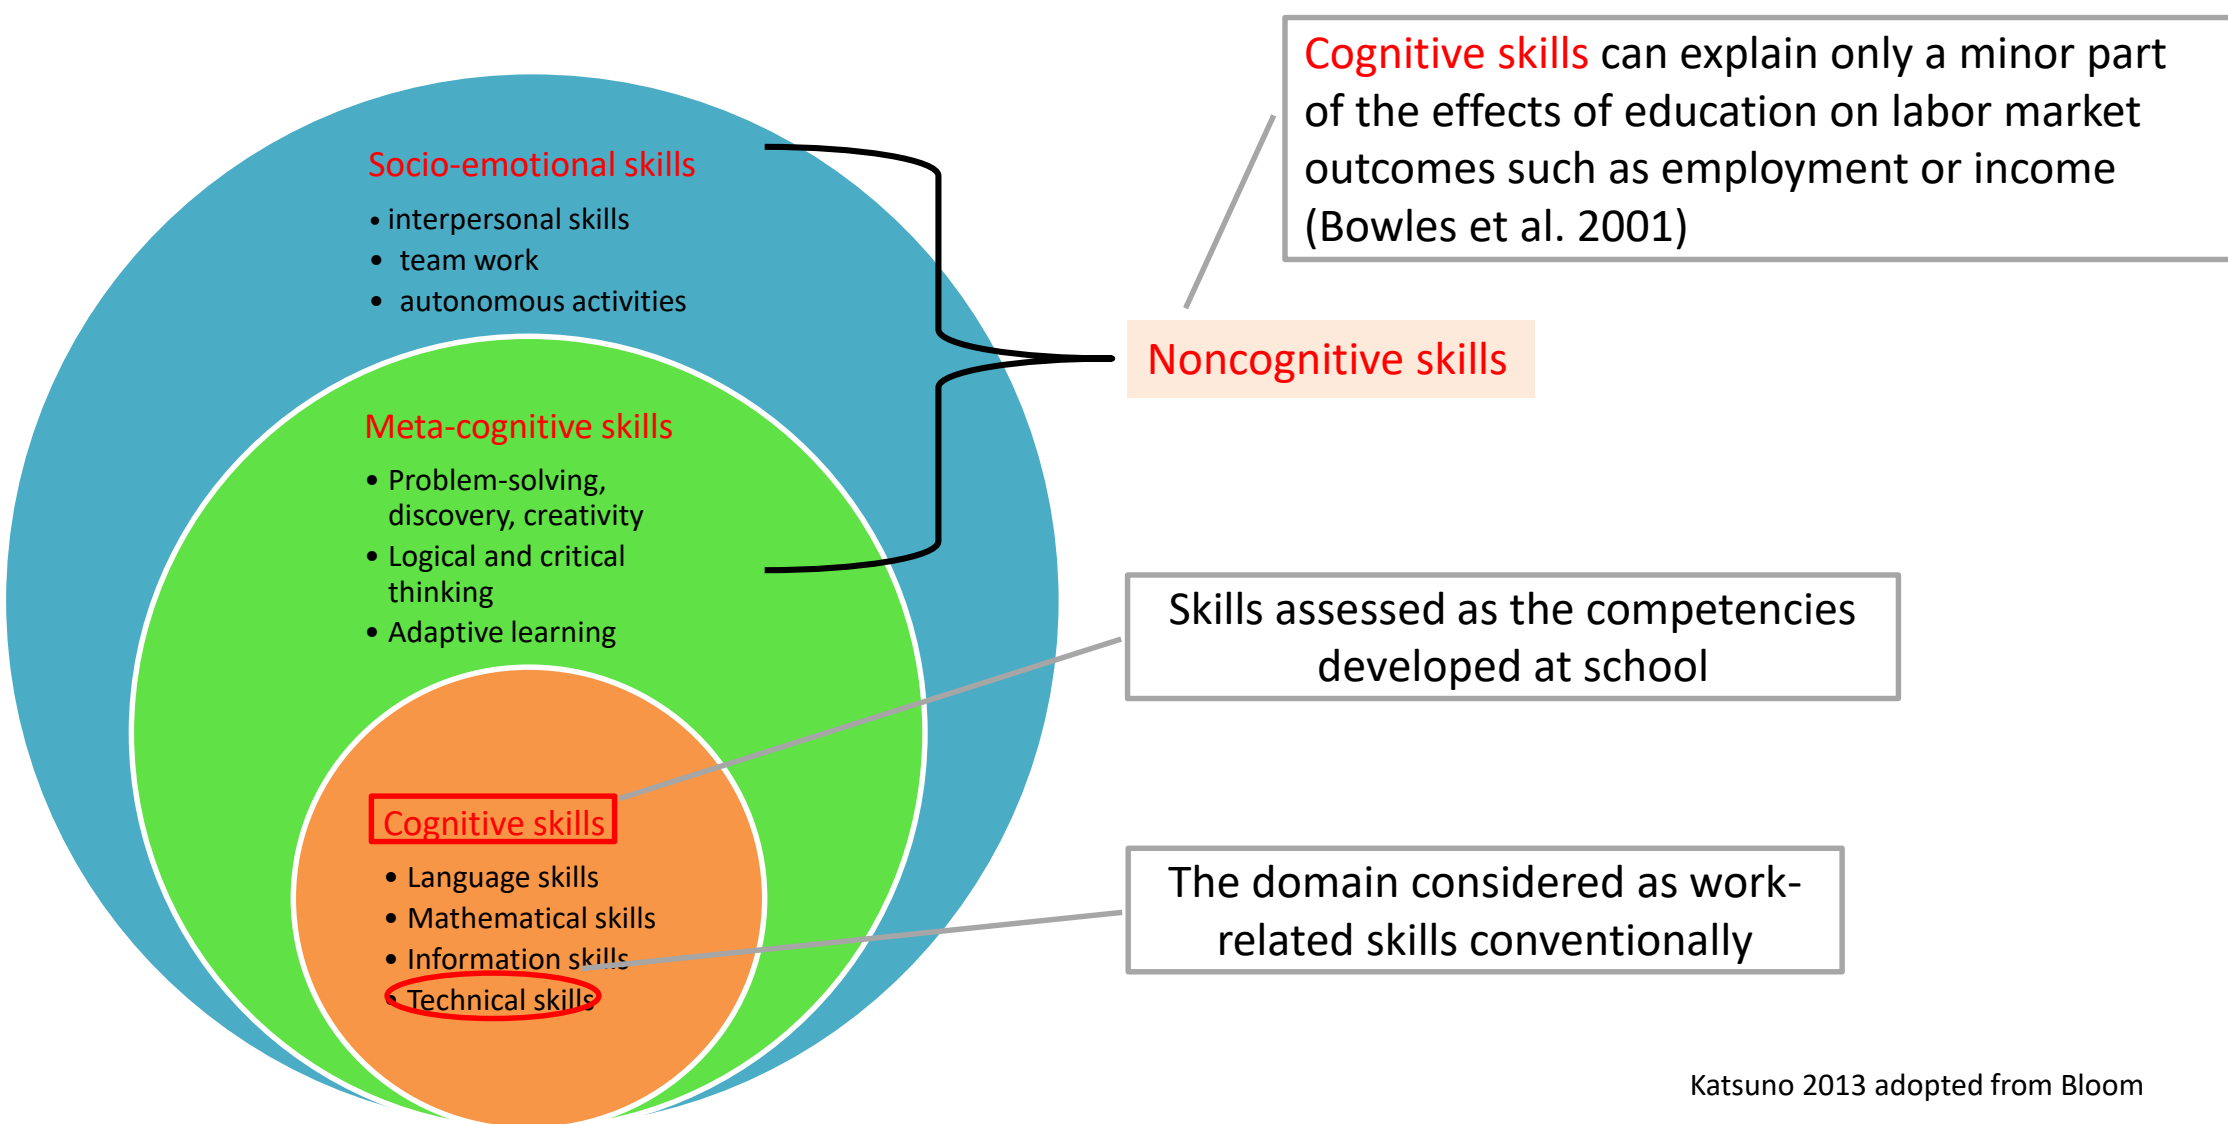 Socio-emotional skills
• interpersonal skills
• team work
• autonomous activities
Meta-cognitive skills
• Problem-solving,
discovery, creativity
• Logical and critical
thinking
• Adaptive learning
Cognitive skills
• Language skills
• Mathematical skills
• Information skills
• Technical skills
Cognitive skills can explain only a minor part
of the effects of education on labor market
outcomes such as employment or income
(Bowles et al. 2001)
Noncognitive skills
Skills assessed as the competencies
developed at school
The domain considered as work-
related skills conventionally
Katsuno 2013 adopted from Bloom